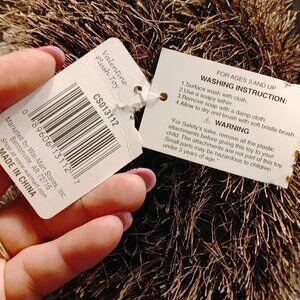 Valentine
Plush Toy
CS0Y3112
Marketed by Wal-Mart Stores, Inc.
Bentonville, AR 72716
MADE IN CHINA
FOR AGES 3 AND UP
WASHING INSTRUCTION:
1.Surface wash with cloth.
2.Use a soapy lather.
3.Remove soap with a damp cloth.
4.Allow to dry and brush with soft bristle brush
WARNING
"For Safety's sake, remove all the plastic
attachments before giving this toy to your
child. The attachments are not part of this toy.
Small parts may be hazardous to children
under 3 years of age."